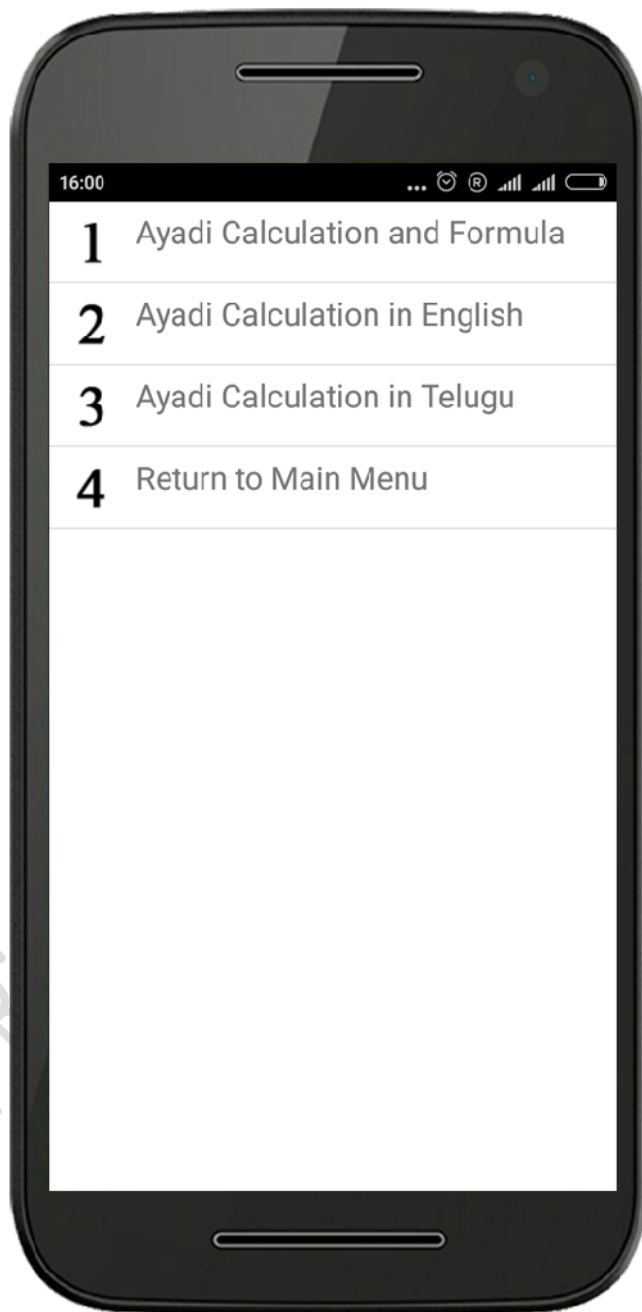 16:00
1 Ayadi Calculation and Formula
2 Ayadi Calculation in English
3 Ayadi Calculation in Telugu
4 Return to Main Menu